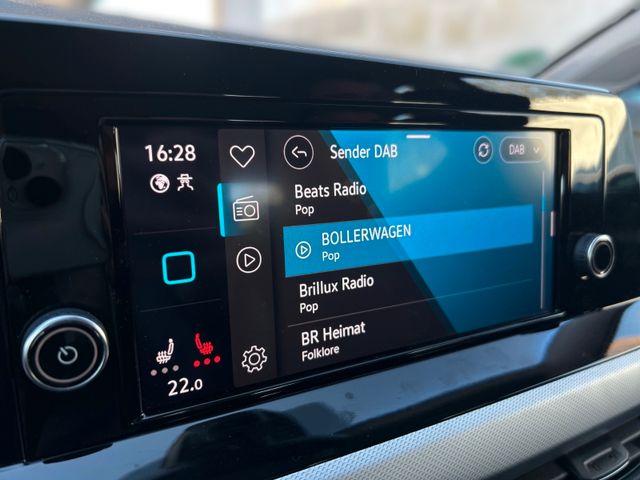 16:28
Sender DAB
DAB
Beats Radio
Pop
BOLLERWAGEN
Pop
Brillux Radio
Pop
BR Heimat
Folklore
22.0